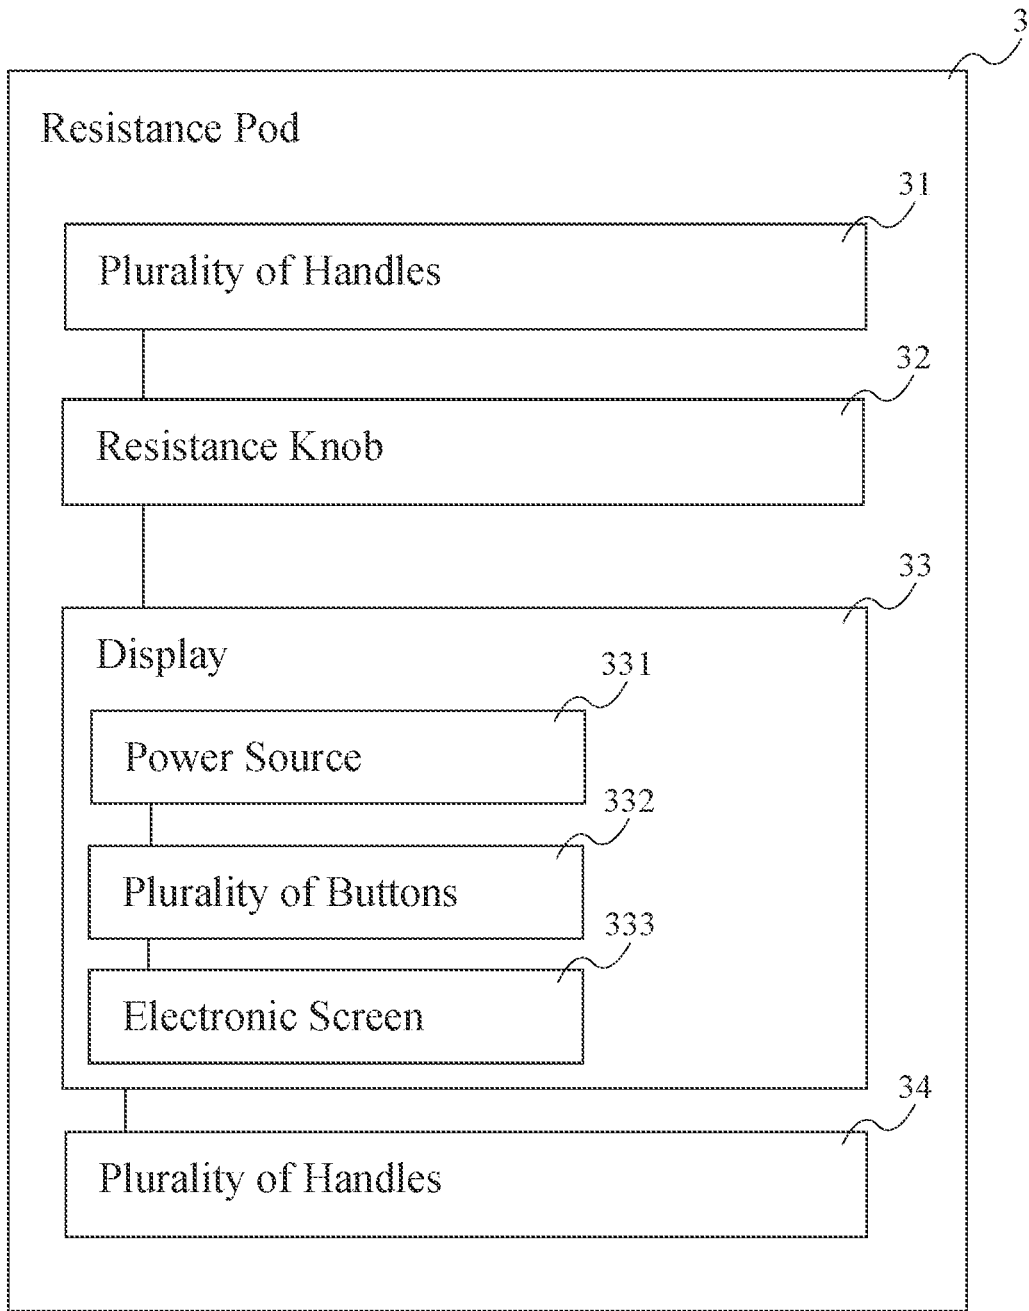 3
Resistance Pod
31
Plurality of Handles
32
Resistance Knob
33
Display
331
Power Source
332
Plurality of Buttons
333
Electronic Screen
34
Plurality of Handles